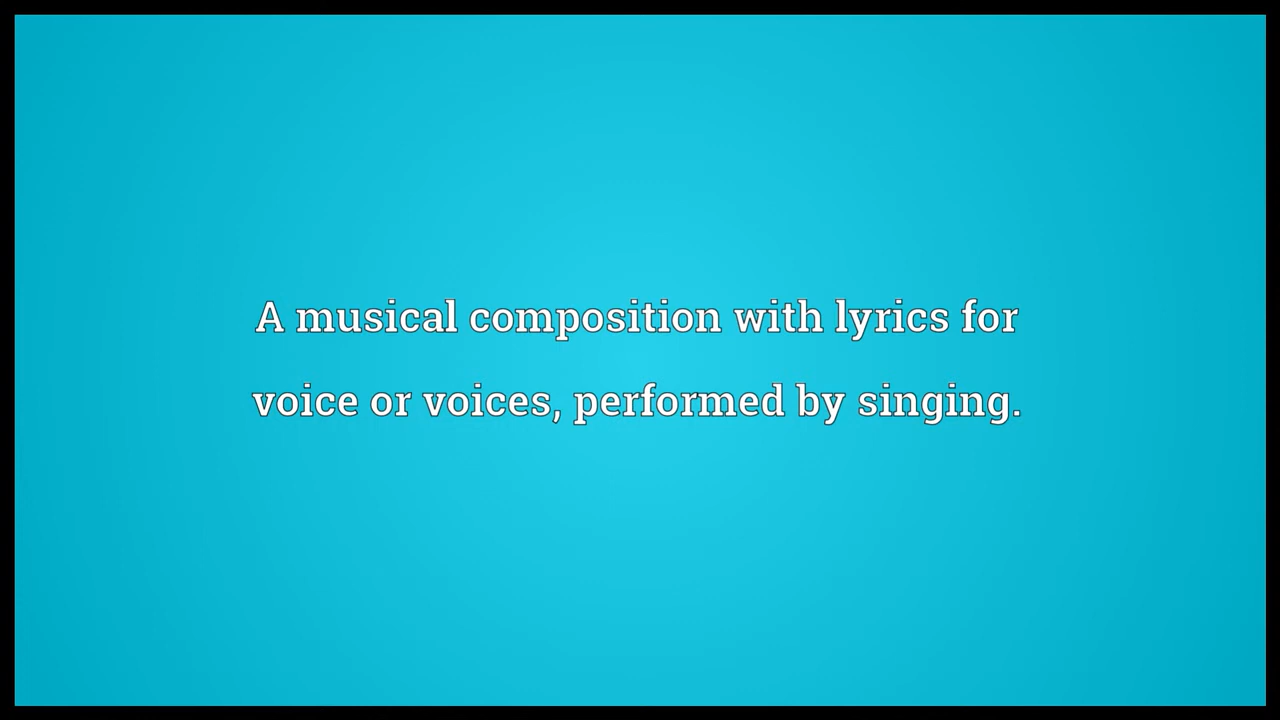 A musical composition with lyrics for
voice or voices, performed by singing.